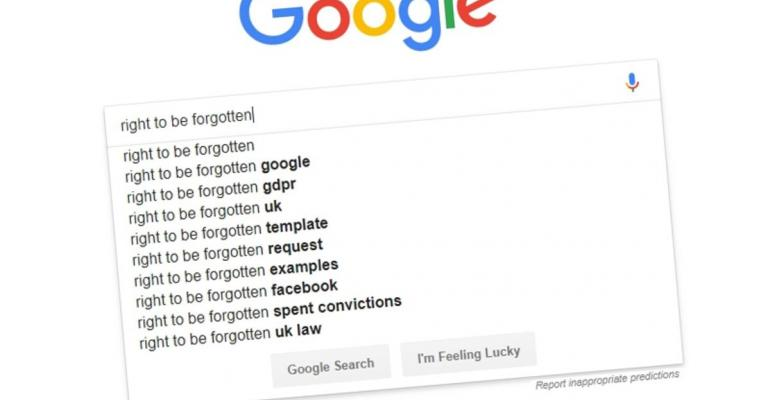 Google
right to be forgotten
right to be forgotten
right to be forgotten google
right to be forgotten gdpr
right to be forgotten uk
right to be forgotten template
right to be forgotten request
right to be forgotten examples
right to be forgotten facebook
right to be forgotten spent convictions
right to be forgotten uk law
Google Search I'm Feeling Lucky
Report inappropriate predictions